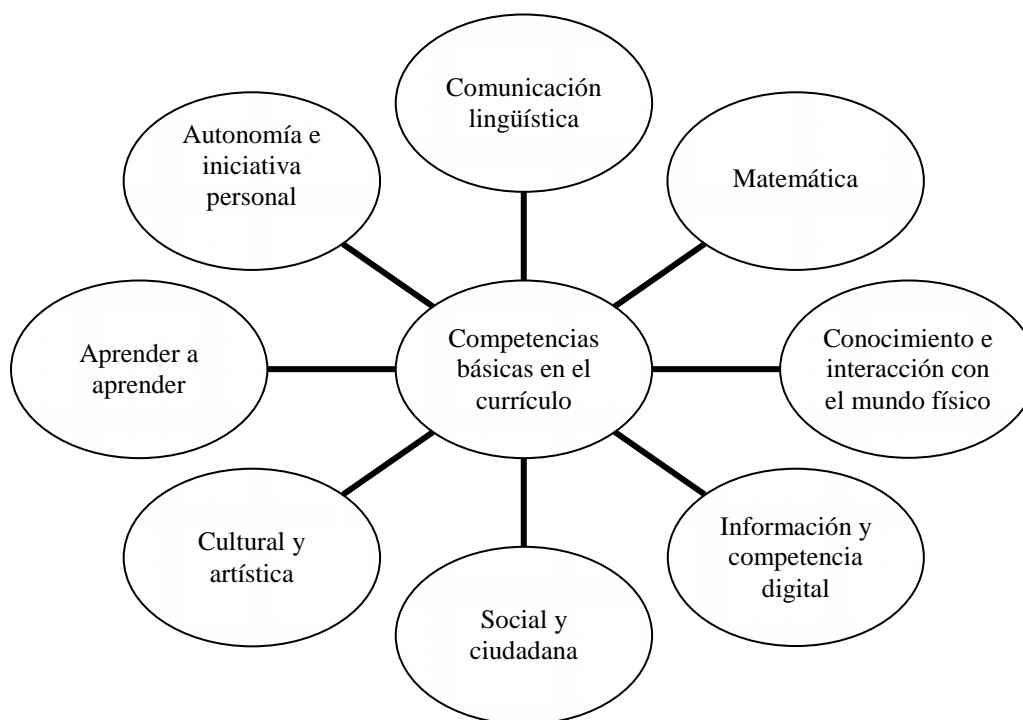 Comunicación
lingüística
Autonomía e
iniciativa
personal
Matemática
Aprender a
aprender
Competencias
básicas en el
currículo
Conocimiento e
interacción con
el mundo físico
Cultural y
artística
Información y
competencia
digital
Social y
ciudadana